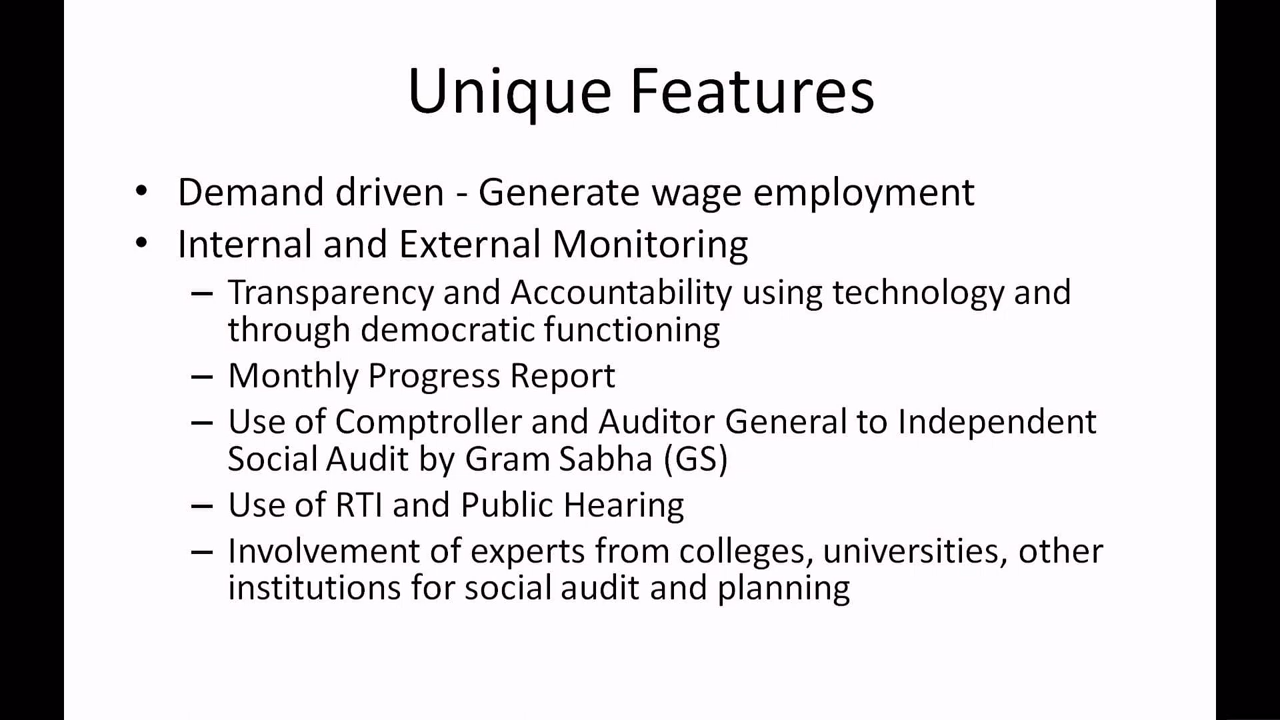 Unique Features
• Demand driven - Generate wage employment
• Internal and External Monitoring
– Transparency and Accountability using technology and
through democratic functioning
– Monthly Progress Report
– Use of Comptroller and Auditor General to Independent
Social Audit by Gram Sabha (GS)
– Use of RTI and Public Hearing
– Involvement of experts from colleges, universities, other
institutions for social audit and planning